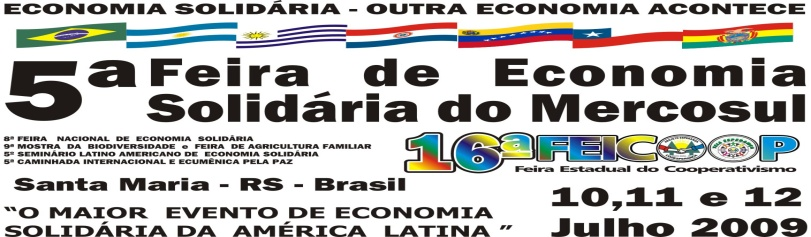 ECONOMIA SOLIDÁRIA - OUTRA ECONOMIA ACONTECE
5ª Feira de Economia
Solidária do Mercosul
8ª FEIRA NACIONAL DE ECONOMIA SOLIDÁRIA
9ª MOSTRA DA BIODIVERSIDADE e FEIRA DE AGRICULTURA FAMILIAR
5º SEMINÁRIO LATINO AMERICANO DE ECONOMIA SOLIDÁRIA
5ª CAMINHADA INTERNACIONAL E ECUMÊNICA PELA PAZ
16ª FEICOOP
Feira Estadual do Cooperativismo
Santa Maria - RS - Brasil
10,11 e 12
Julho 2009
“O MAIOR EVENTO DE ECONOMIA
SOLIDÁRIA DA AMÉRICA LATINA ”